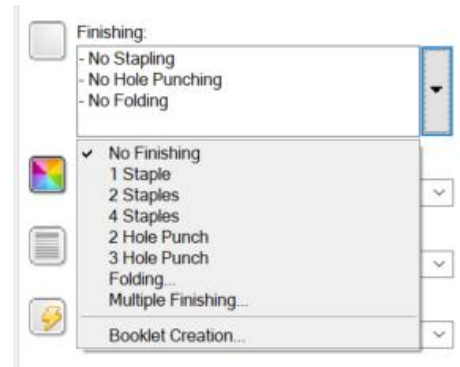 Finishing:
- No Stapling
- No Hole Punching
- No Folding
No Finishing
1 Staple
2 Staples
4 Staples
2 Hole Punch
3 Hole Punch
Folding...
Multiple Finishing...
Booklet Creation...